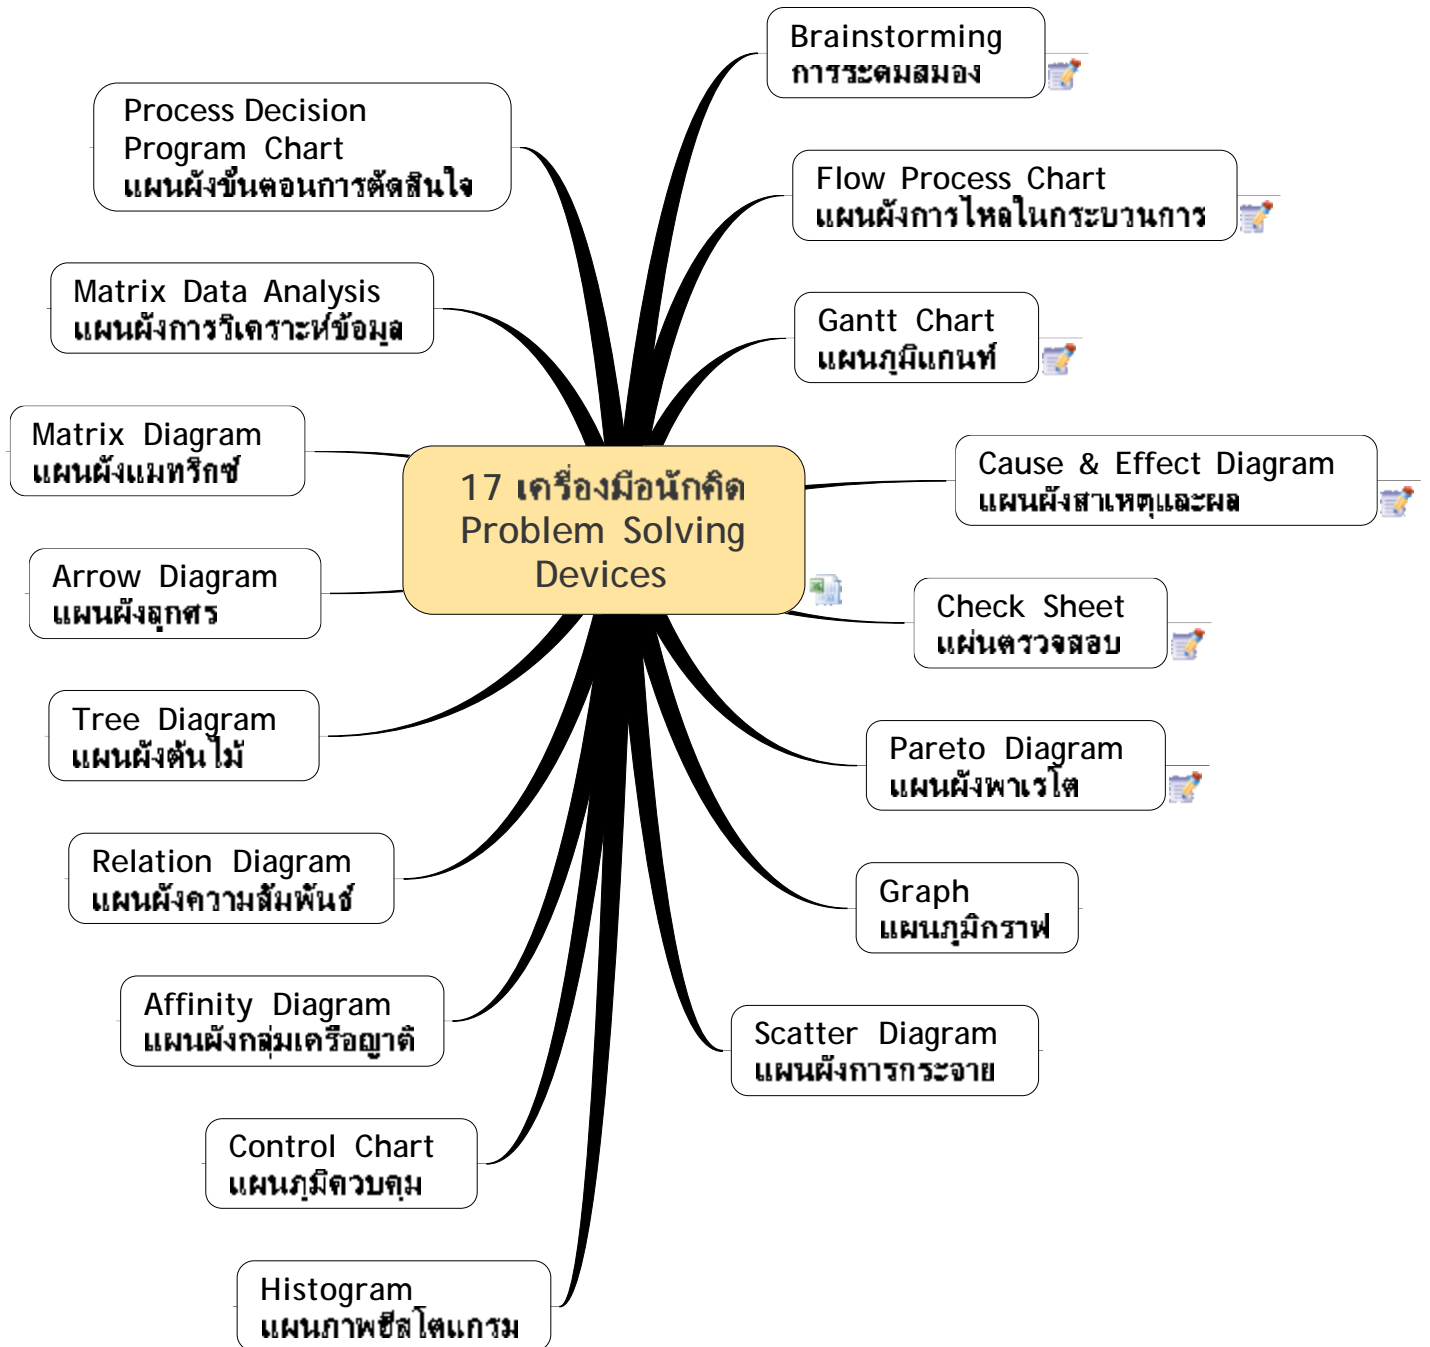 17 เครื่องมือนักคิด
Problem Solving
Devices
Brainstorming
การระดมสมอง
Flow Process Chart
แผนผังการไหลในกระบวนการ
Gantt Chart
แผนภูมิแกนท์
Cause & Effect Diagram
แผนผังสาเหตุและผล
Check Sheet
แผ่นตรวจสอบ
Pareto Diagram
แผนผังพาเรโต
Graph
แผนภูมิกราฟ
Scatter Diagram
แผนผังการกระจาย
Histogram
แผนภาพฮีสโตแกรม
Control Chart
แผนภูมิควบคุม
Affinity Diagram
แผนผังกลุ่มเครือญาติ
Relation Diagram
แผนผังความสัมพันธ์
Tree Diagram
แผนผังต้นไม้
Arrow Diagram
แผนผังลูกศร
Matrix Diagram
แผนผังแมทริกซ์
Matrix Data Analysis
แผนผังการวิเคราะห์ข้อมูล
Process Decision
Program Chart
แผนผังขั้นตอนการตัดสินใจ